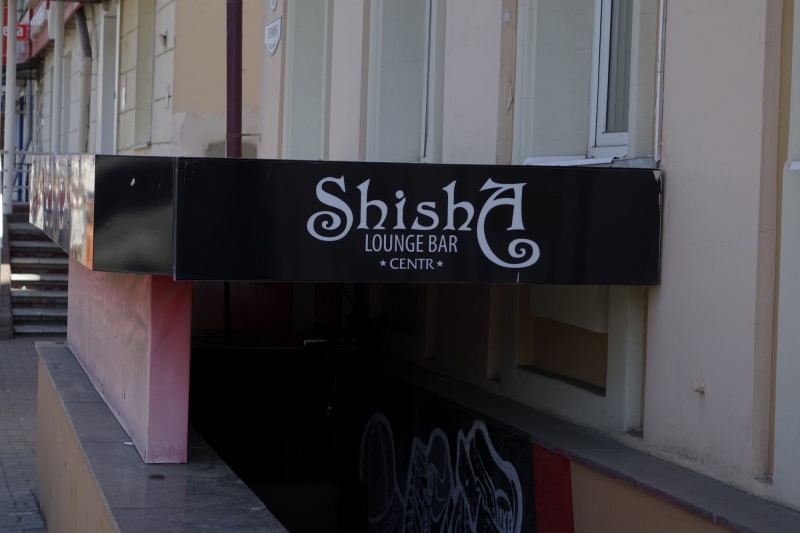 ShishA
LOUNGE BAR
★ CENTR ★